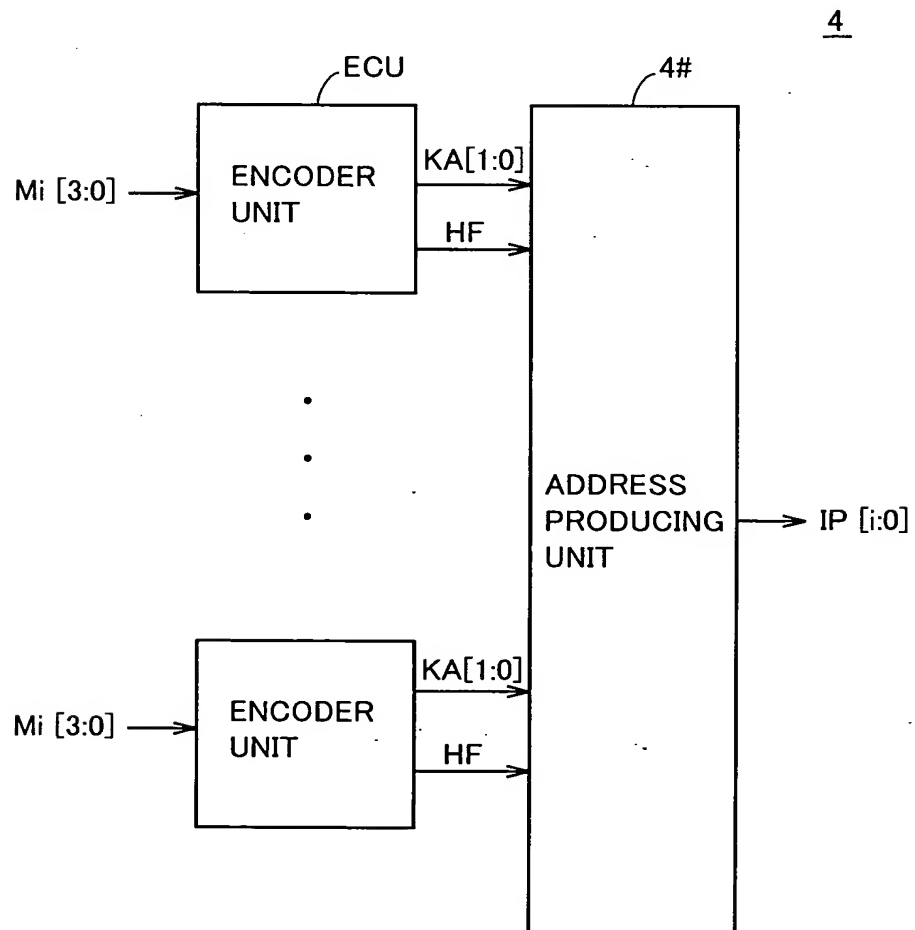 4
ECU
4#
ENCODER
UNIT
Mi [3:0]
KA[1:0]
HF
ADDRESS
PRODUCING
UNIT
IP [i:0]
ENCODER
UNIT
Mi [3:0]
KA[1:0]
HF